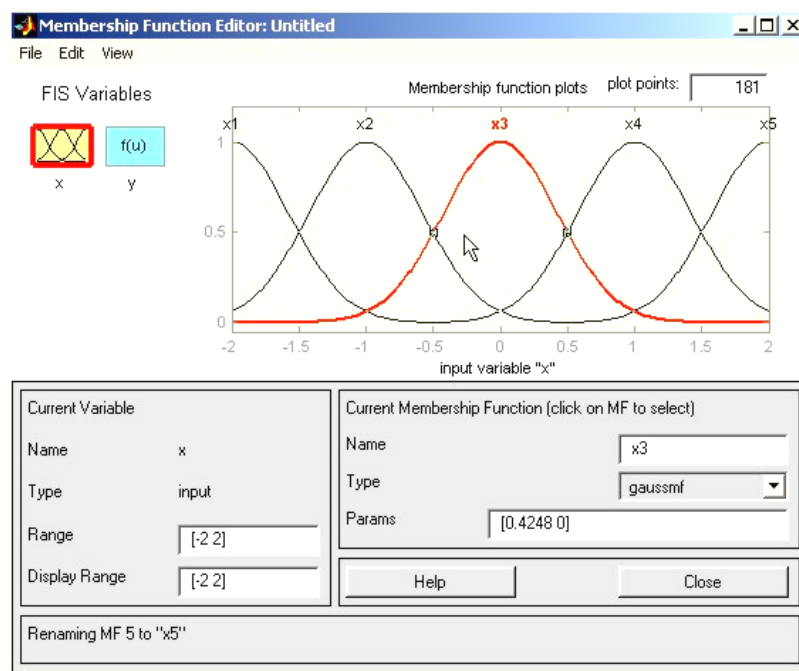 Membership Function Editor: Untitled
File Edit View
FIS Variables
Membership function plots plot points: 181
f(u)
x y
x1 x2 x3 x4 x5
1
0.5
0
-2 -1.5 -1 -0.5 0 0.5 1 1.5 2
input variable "x"
Current Variable
Name x
Type input
Range [-2 2]
Display Range [-2 2]
Current Membership Function (click on MF to select)
Name x3
Type gaussmf
Params [0.4248 0]
Help Close
Renaming MF 5 to "x5"